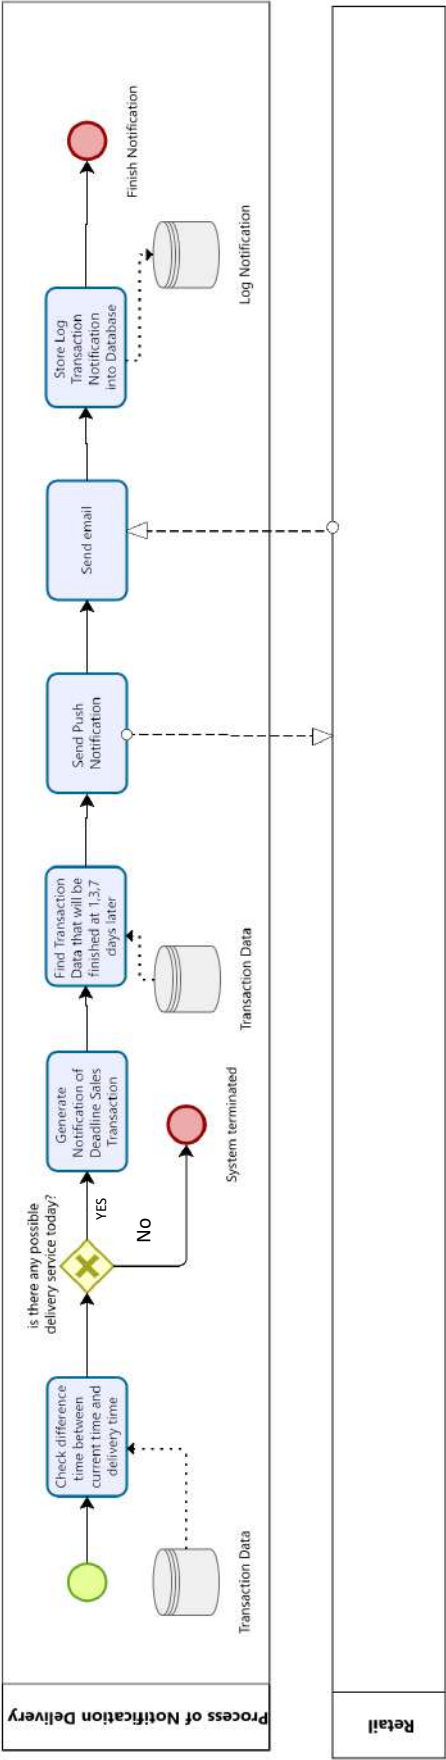 Process of Notification Delivery
Check difference
time between
current time and
delivery time
Transaction Data
is there any possible
delivery service today?
YES
No
System terminated
Generate
Notification of
Deadline Sales
Transaction
Find Transaction
Data that will be
finished at 1,3,7
days later
Transaction Data
Send Push
Notification
Send email
Store Log
Transaction
Notification
into Database
Log Notification
Finish Notification
Retail